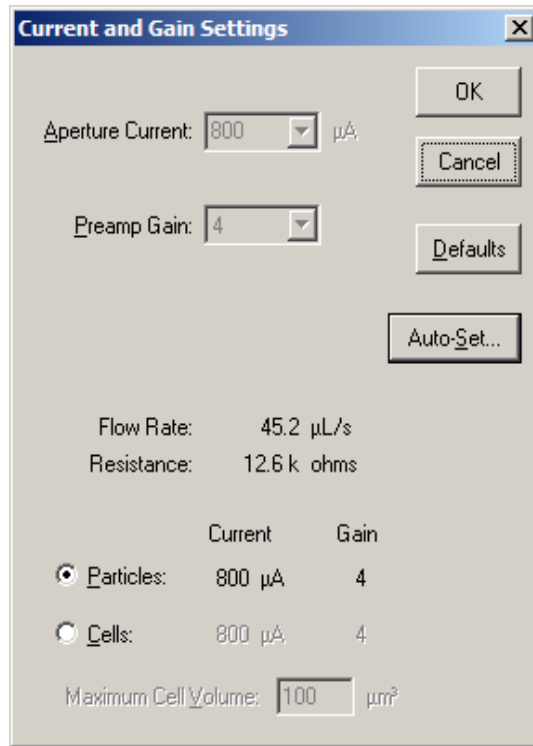 Current and Gain Settings
OK
Aperture Current: 800 µA
Cancel
Preamp Gain: 4
Defaults
Auto-Set...
Flow Rate: 45.2 µL/s
Resistance: 12.6 k ohms
Current Gain
Particles: 800 µA 4
Cells: 800 µA 4
Maximum Cell Volume: 100 µm³